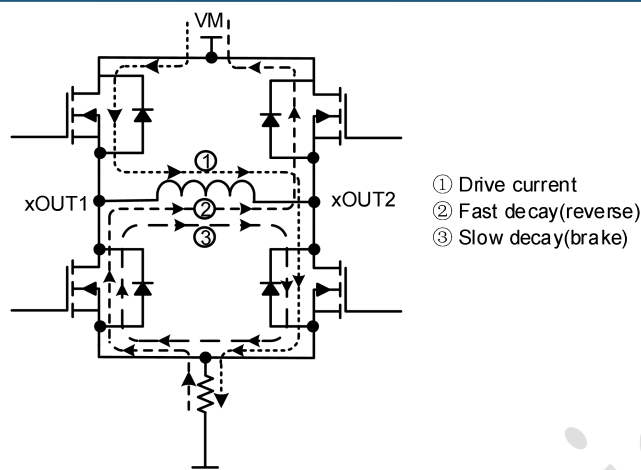 VM
①
xOUT1
xOUT2
②
③
① Drive current
② Fast decay(reverse)
③ Slow decay(brake)